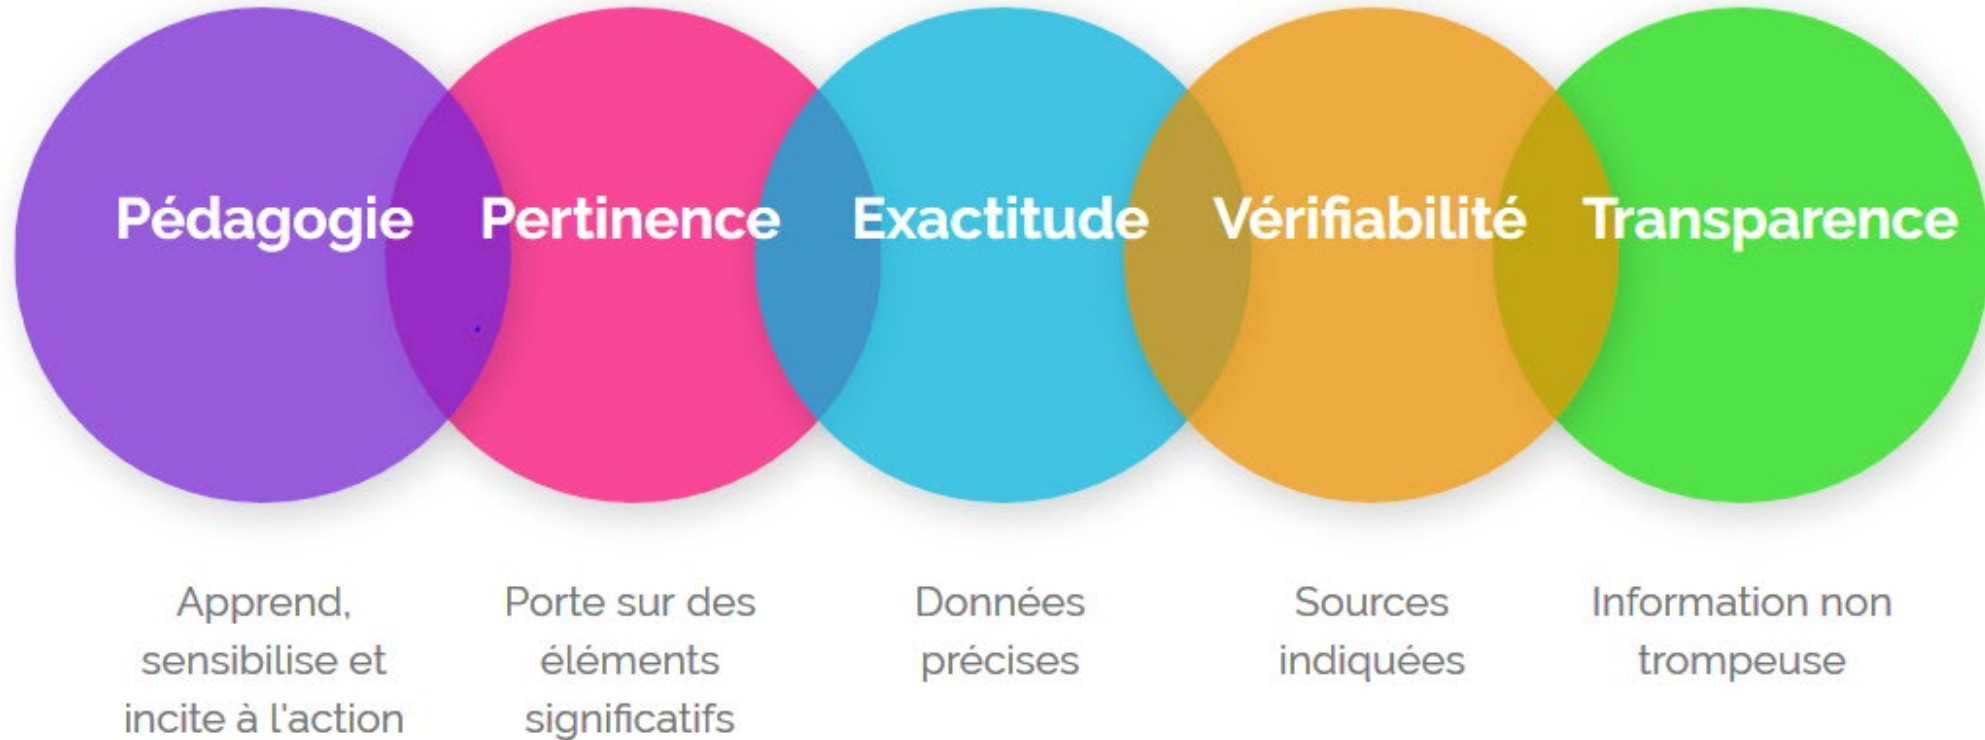 Pédagogie
Pertinence
Exactitude
Vérifiabilité
Transparence
Apprend,
sensibilise et
incite à l'action
Porte sur des
éléments
significatifs
Données
précises
Sources
indiquées
Information non
trompeuse